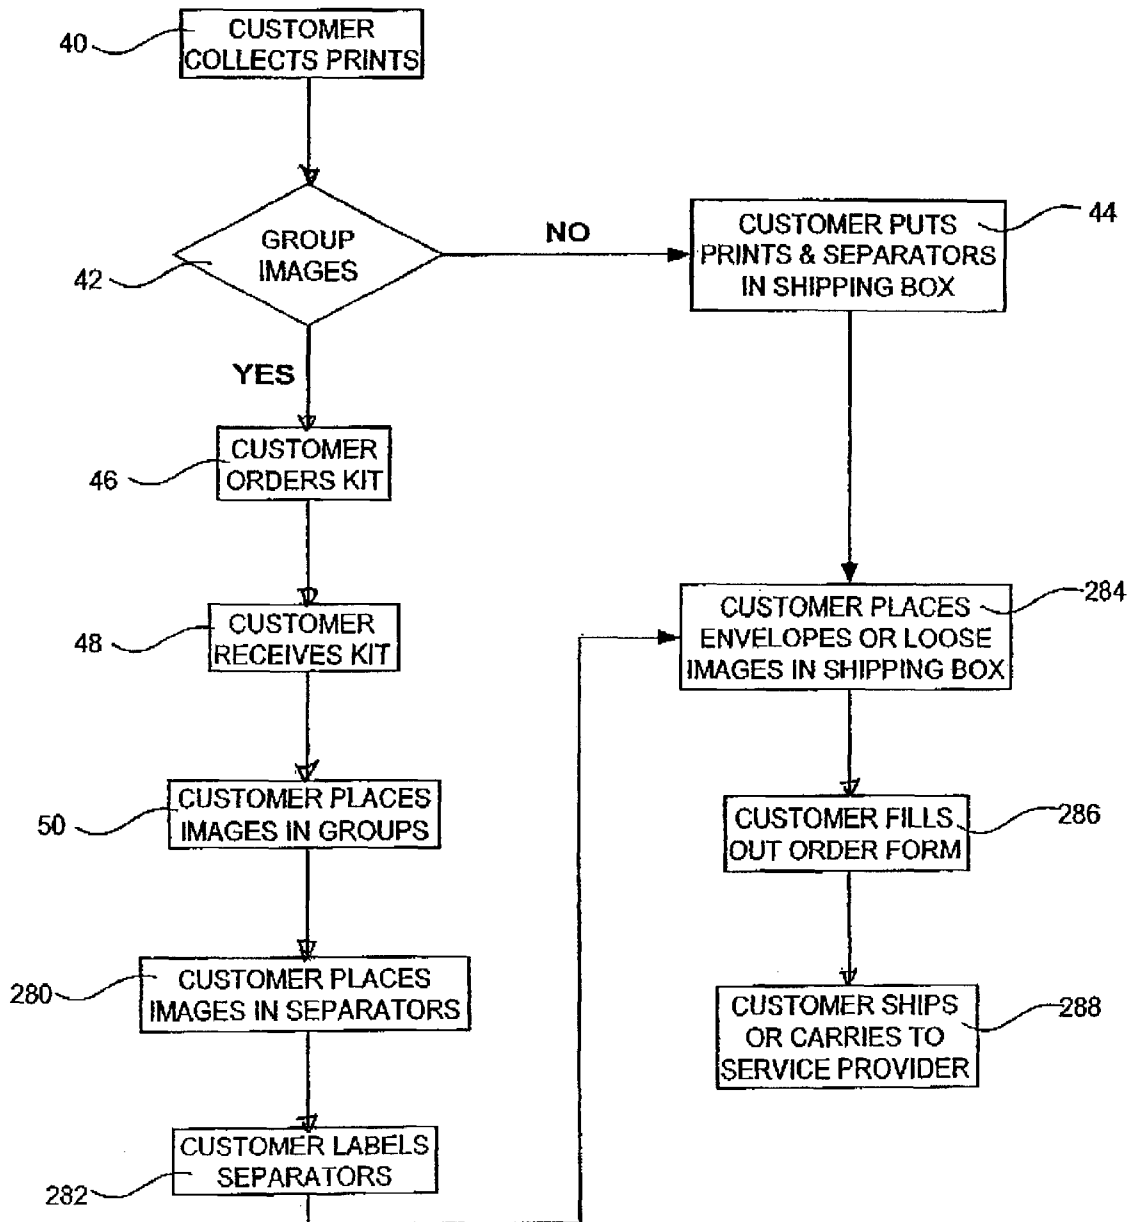 40
CUSTOMER
COLLECTS PRINTS
42
GROUP
IMAGES
NO
44
CUSTOMER PUTS
PRINTS & SEPARATORS
IN SHIPPING BOX
YES
46
CUSTOMER
ORDERS KIT
48
CUSTOMER
RECEIVES KIT
50
CUSTOMER PLACES
IMAGES IN GROUPS
280
CUSTOMER PLACES
IMAGES IN SEPARATORS
282
CUSTOMER LABELS
SEPARATORS
284
CUSTOMER PLACES
ENVELOPES OR LOOSE
IMAGES IN SHIPPING BOX
286
CUSTOMER FILLS
OUT ORDER FORM
288
CUSTOMER SHIPS
OR CARRIES TO
SERVICE PROVIDER